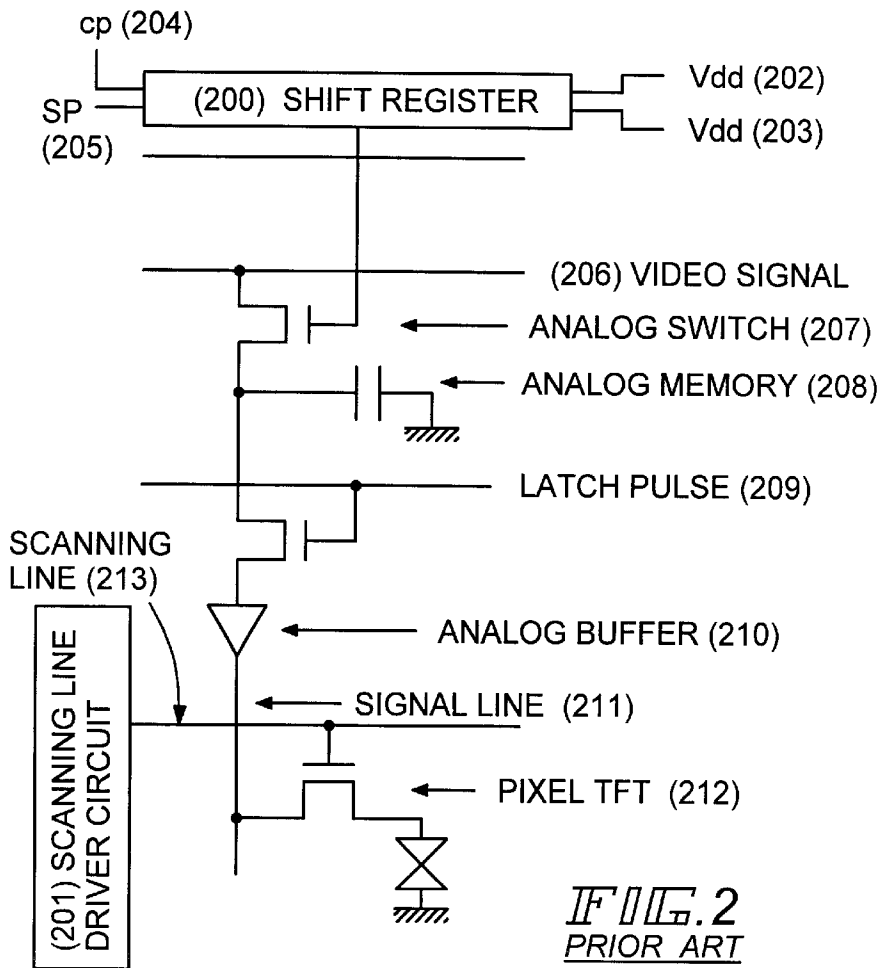 cp (204)
(200) SHIFT REGISTER
Vdd (202)
SP
(205)
Vdd (203)
(206) VIDEO SIGNAL
ANALOG SWITCH (207)
ANALOG MEMORY (208)
LATCH PULSE (209)
SCANNING
LINE (213)
ANALOG BUFFER (210)
SIGNAL LINE (211)
(201) SCANNING LINE
DRIVER CIRCUIT
PIXEL TFT (212)
FIG.2
PRIOR ART